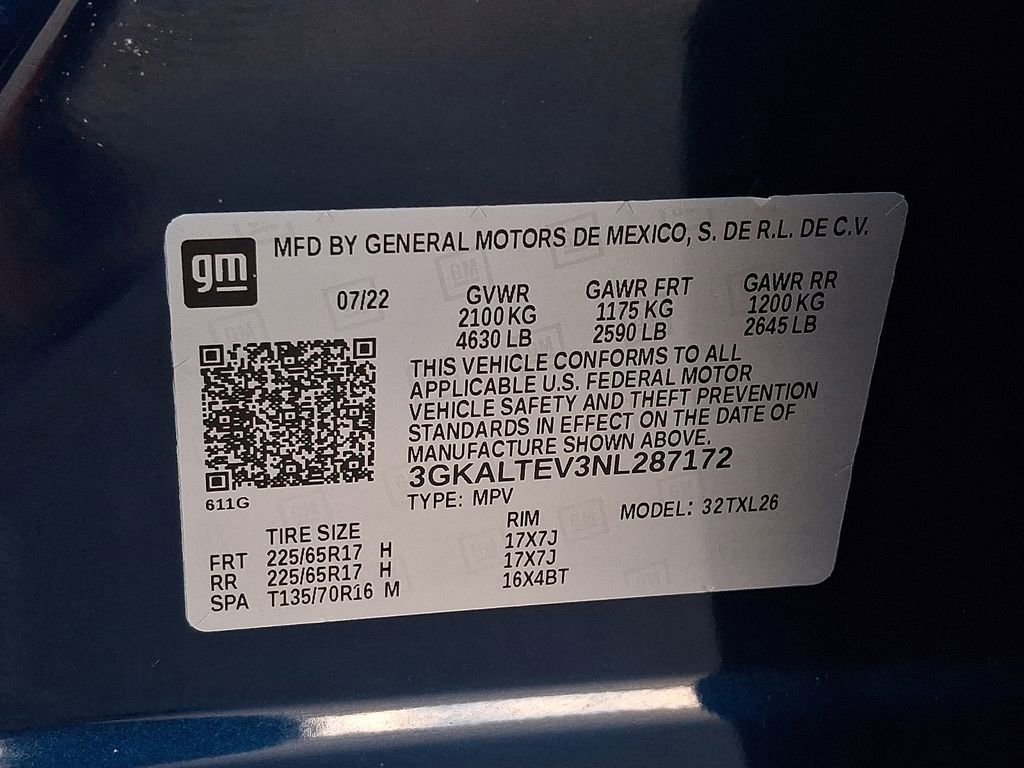 gm
MFD BY GENERAL MOTORS DE MEXICO, S. DE R.L. DE C.V.
07/22 GVWR GAWR FRT GAWR RR
2100 KG 1175 KG 1200 KG
4630 LB 2590 LB 2645 LB
THIS VEHICLE CONFORMS TO ALL
APPLICABLE U.S. FEDERAL MOTOR
VEHICLE SAFETY AND THEFT PREVENTION
STANDARDS IN EFFECT ON THE DATE OF
MANUFACTURE SHOWN ABOVE.
3GKALTEV3NL287172
611G
TYPE: MPV MODEL: 32TXL26
TIRE SIZE RIM
FRT 225/65R17 H 17X7J
RR 225/65R17 H 17X7J
SPA T135/70R16 M 16X4BT